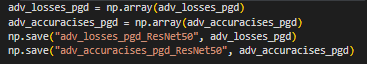 adv_losses_pgd = np.array(adv_losses_pgd)
adv_accuracises_pgd = np.array(adv_accuracises_pgd)
np.save("adv_losses_pgd_ResNet50", adv_losses_pgd)
np.save("adv_accuracises_pgd_ResNet50", adv_accuracises_pgd)